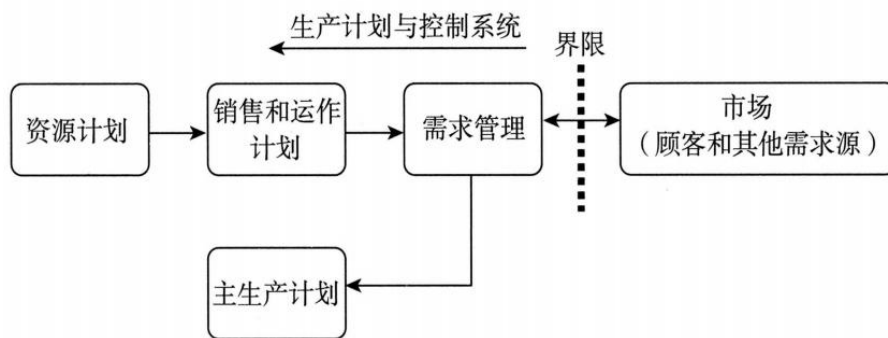 生产计划与控制系统
界限
资源计划
销售和运作
计划
需求管理
市场
（顾客和其他需求源）
主生产计划